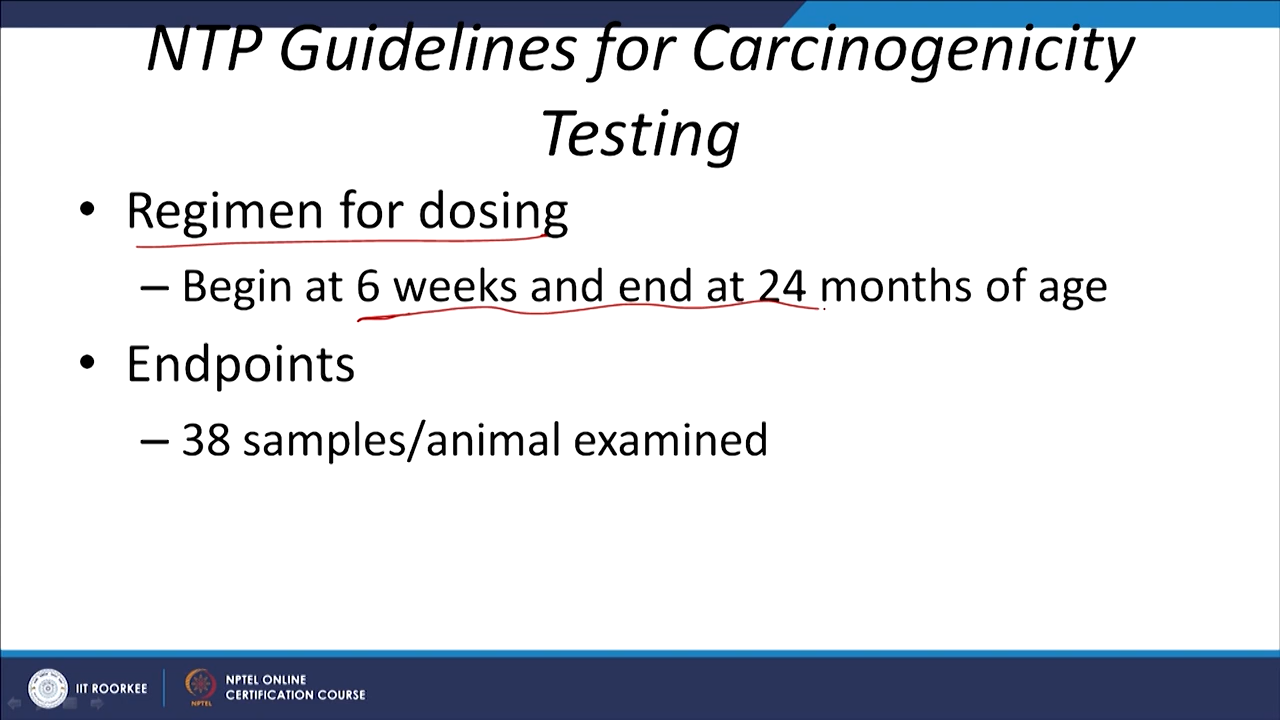 NTP Guidelines for Carcinogenicity
Testing
• Regimen for dosing
– Begin at 6 weeks and end at 24 months of age
• Endpoints
– 38 samples/animal examined
IIT ROORKEE
NPTEL
NPTEL ONLINE
CERTIFICATION COURSE